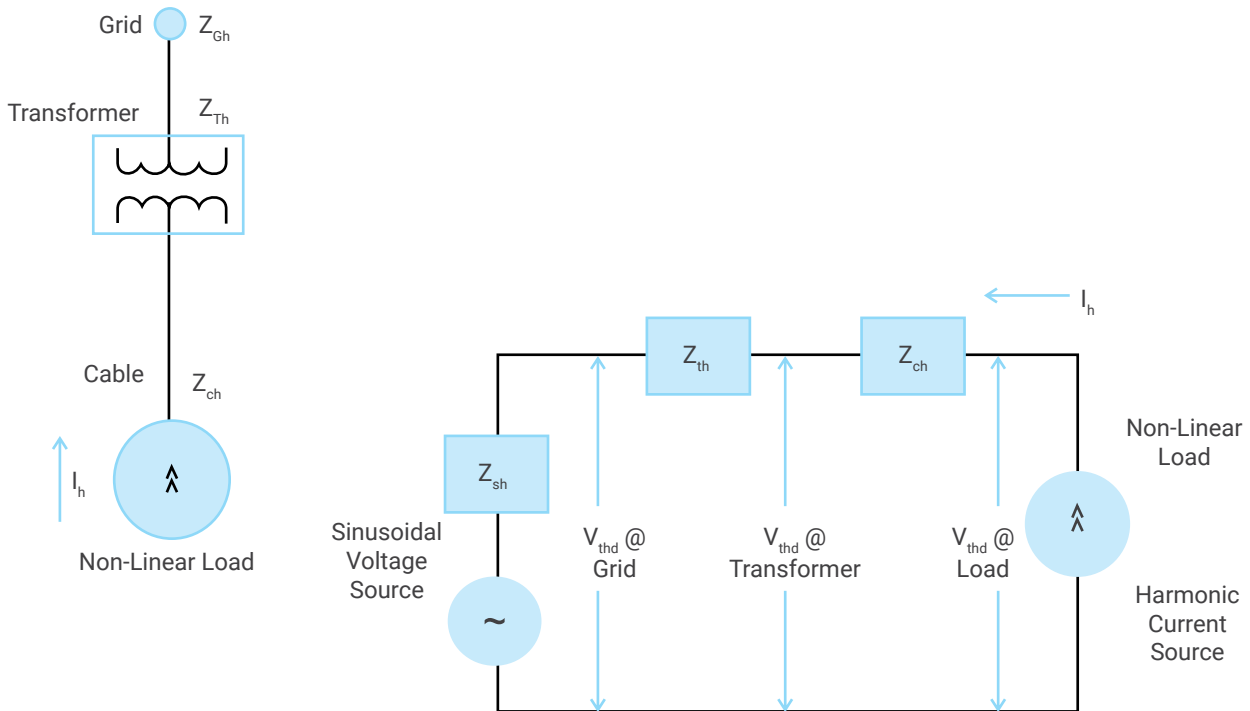 Grid
Z_Gh
Transformer
Z_Th
Cable
Z_ch
I_h
Non-Linear Load
I_h
Z_th
Z_ch
Z_sh
Sinusoidal
Voltage
Source
~
V_thd @
Grid
V_thd @
Transformer
V_thd @
Load
Non-Linear
Load
Harmonic
Current
Source